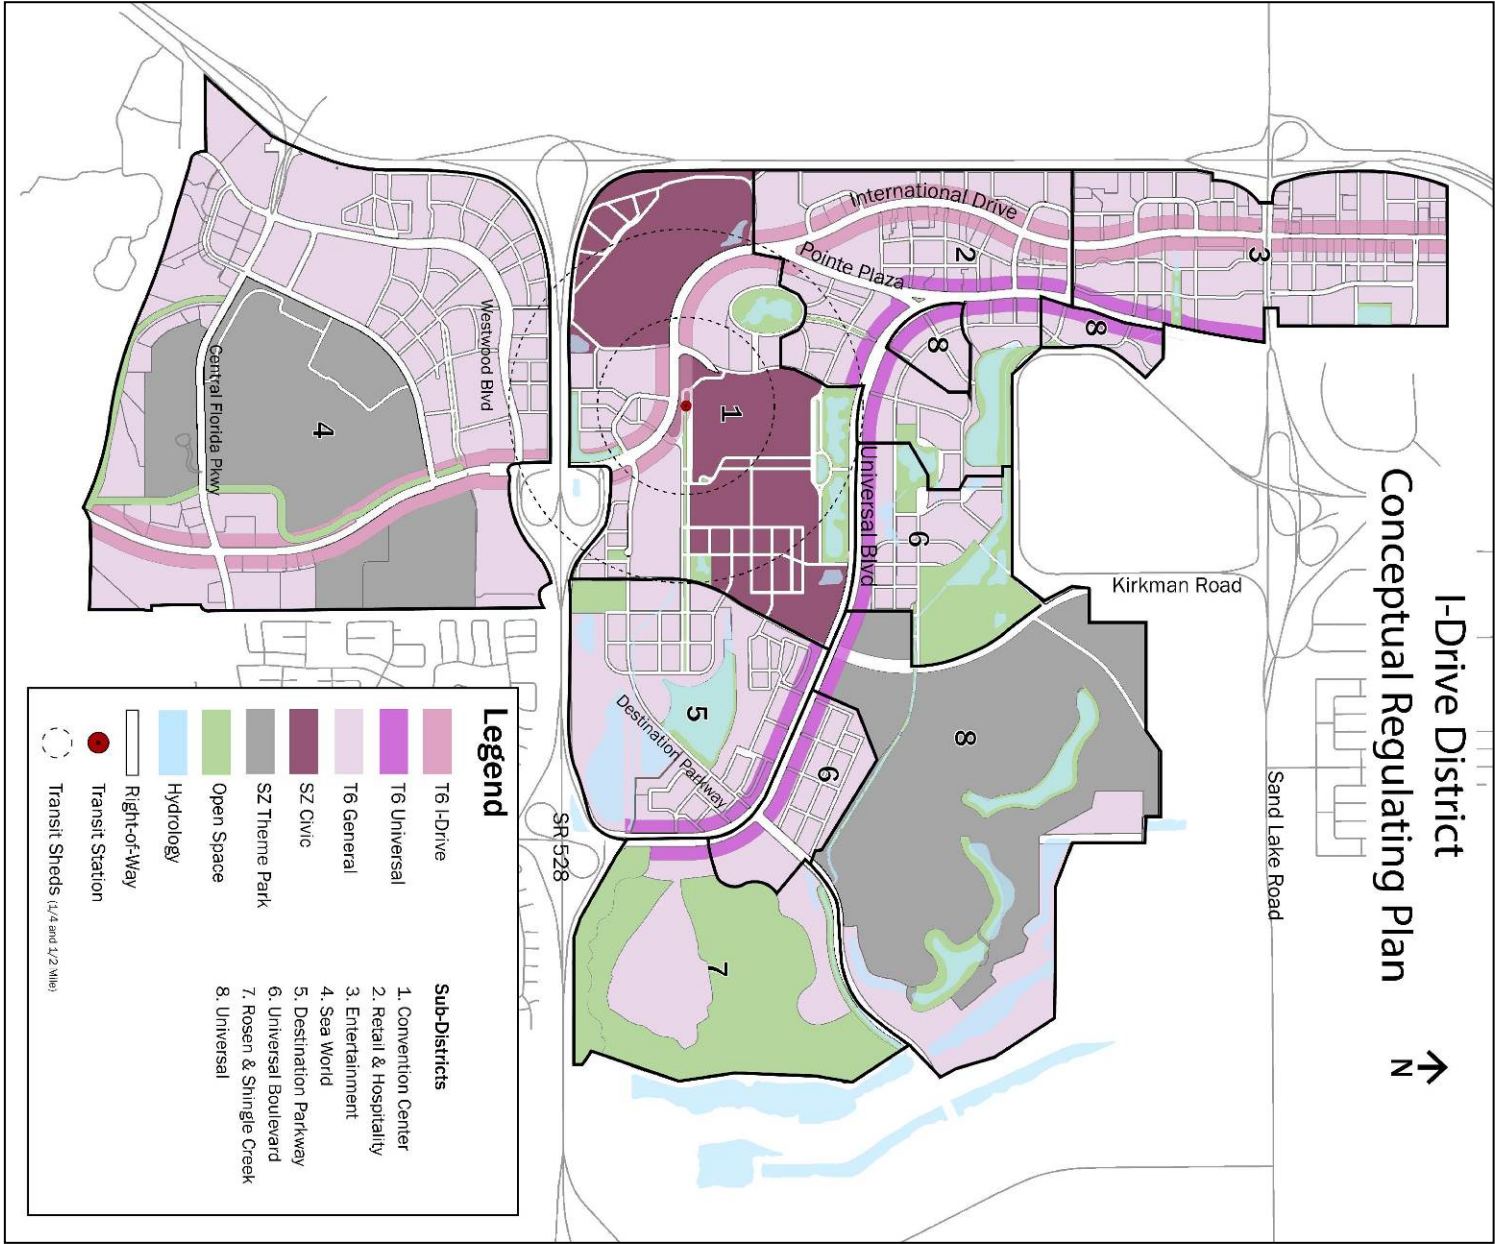 I-Drive District
Conceptual Regulating Plan
N
International Drive
Pointe Plaza
2
3
8
8
Westwood Blvd
Central Florida Pkwy
4
1
Universal Blvd
6
Kirkman Road
Sand Lake Road
5
Destination Parkway
6
8
SR 528
7
Legend
T6 I-Drive
T6 Universal
T6 General
SZ Civic
SZ Theme Park
Open Space
Hydrology
Right-of-Way
Transit Station
Transit Sheds (1/4 and 1/2 Mile)
Sub-Districts
1. Convention Center
2. Retail & Hospitality
3. Entertainment
4. Sea World
5. Destination Parkway
6. Universal Boulevard
7. Rosen & Shingle Creek
8. Universal